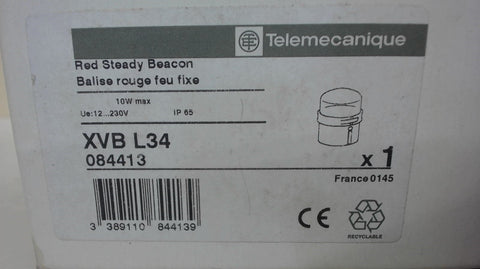 Telemecanique
Red Steady Beacon
Balise rouge feu fixe
10W max
Ue:12...230V IP 65
XVB L34
084413
x 1
France 0145
3 389110 844139
CE
RECYCLABLE